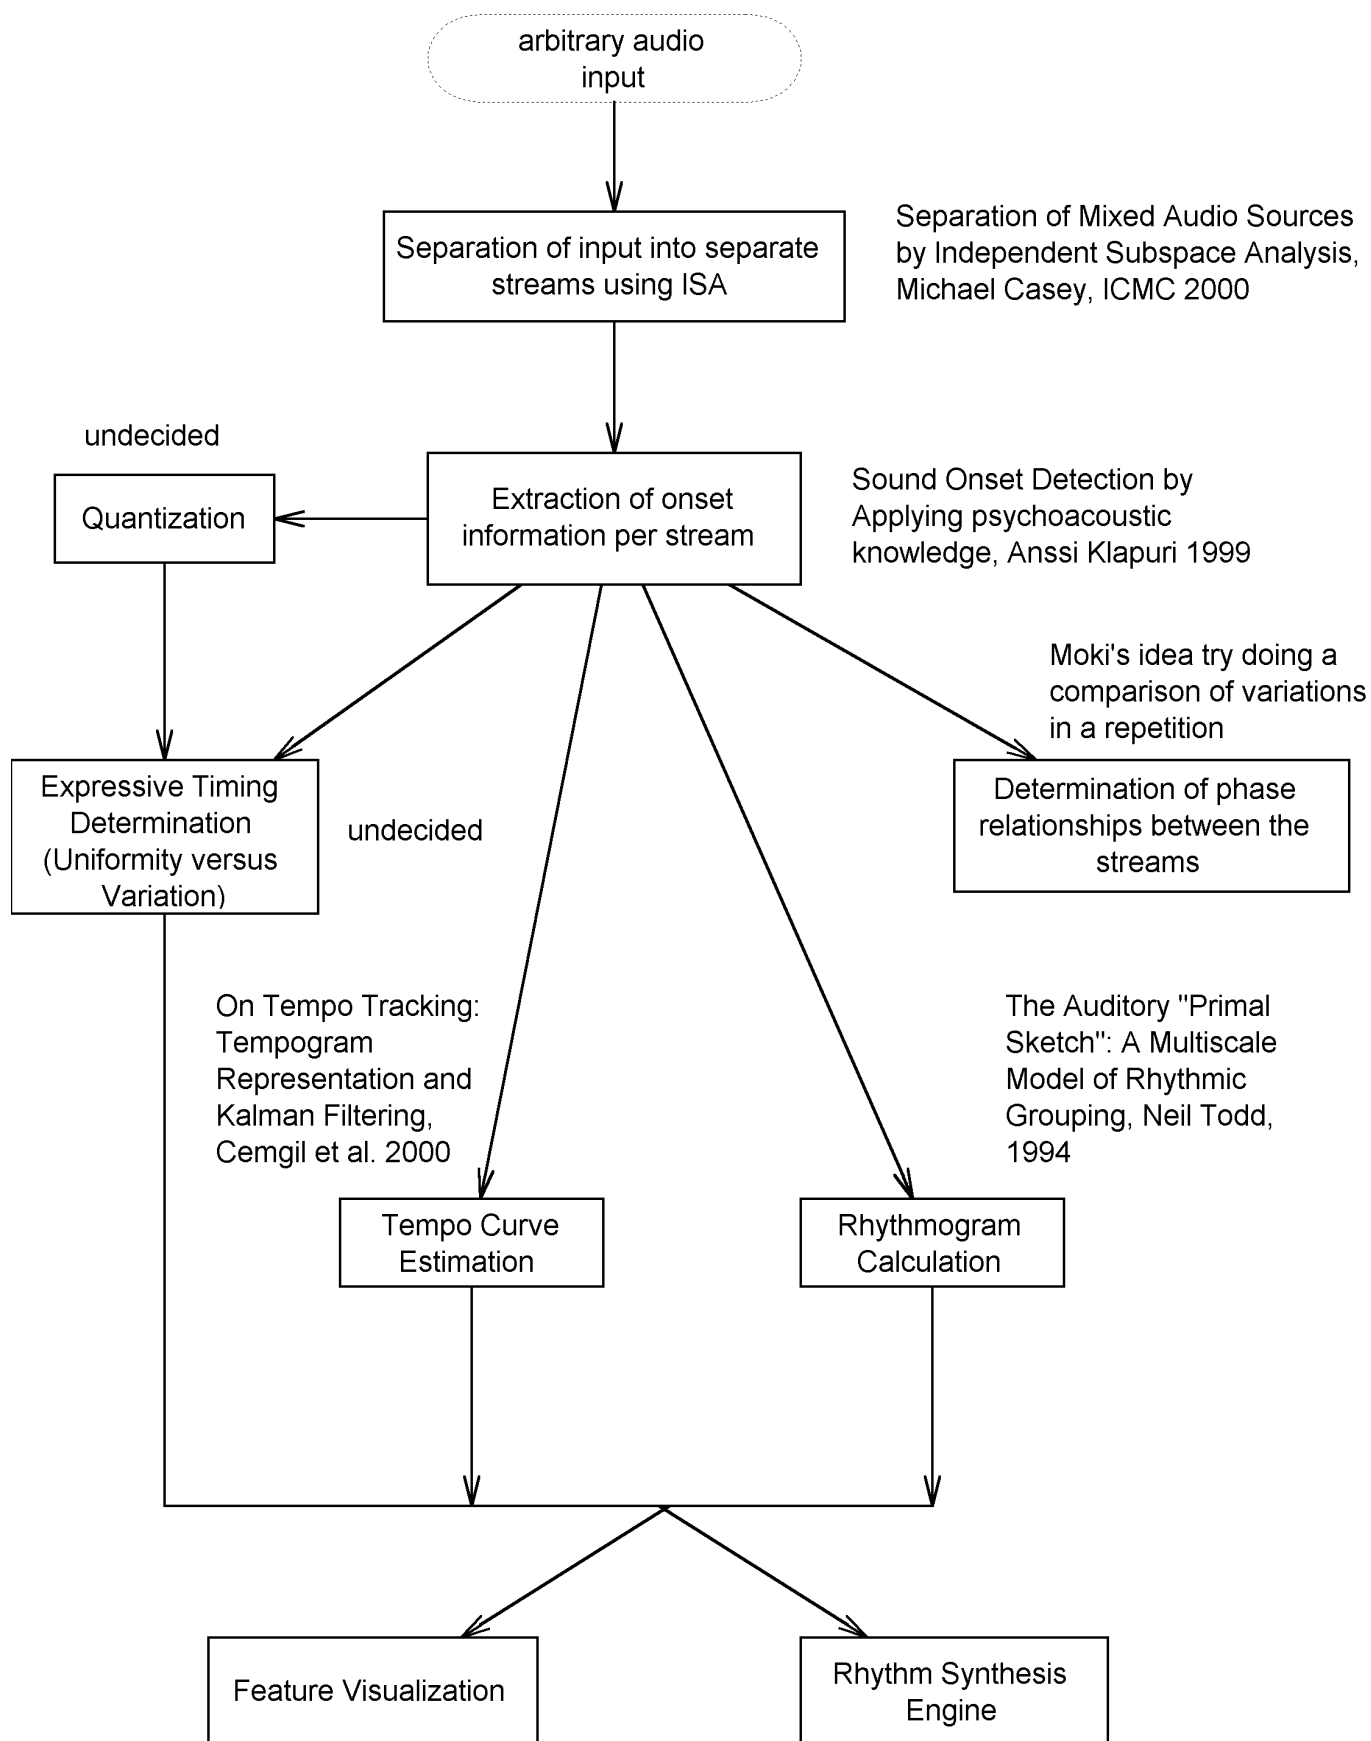 arbitrary audio
input
Separation of input into separate
streams using ISA
Separation of Mixed Audio Sources
by Independent Subspace Analysis,
Michael Casey, ICMC 2000
undecided
Quantization
Extraction of onset
information per stream
Sound Onset Detection by
Applying psychoacoustic
knowledge, Anssi Klapuri 1999
Moki's idea try doing a
comparison of variations
in a repetition
Expressive Timing
Determination
(Uniformity versus
Variation)
undecided
Determination of phase
relationships between the
streams
On Tempo Tracking:
Tempogram
Representation and
Kalman Filtering,
Cemgil et al. 2000
The Auditory "Primal
Sketch": A Multiscale
Model of Rhythmic
Grouping, Neil Todd,
1994
Tempo Curve
Estimation
Rhythmogram
Calculation
Feature Visualization
Rhythm Synthesis
Engine